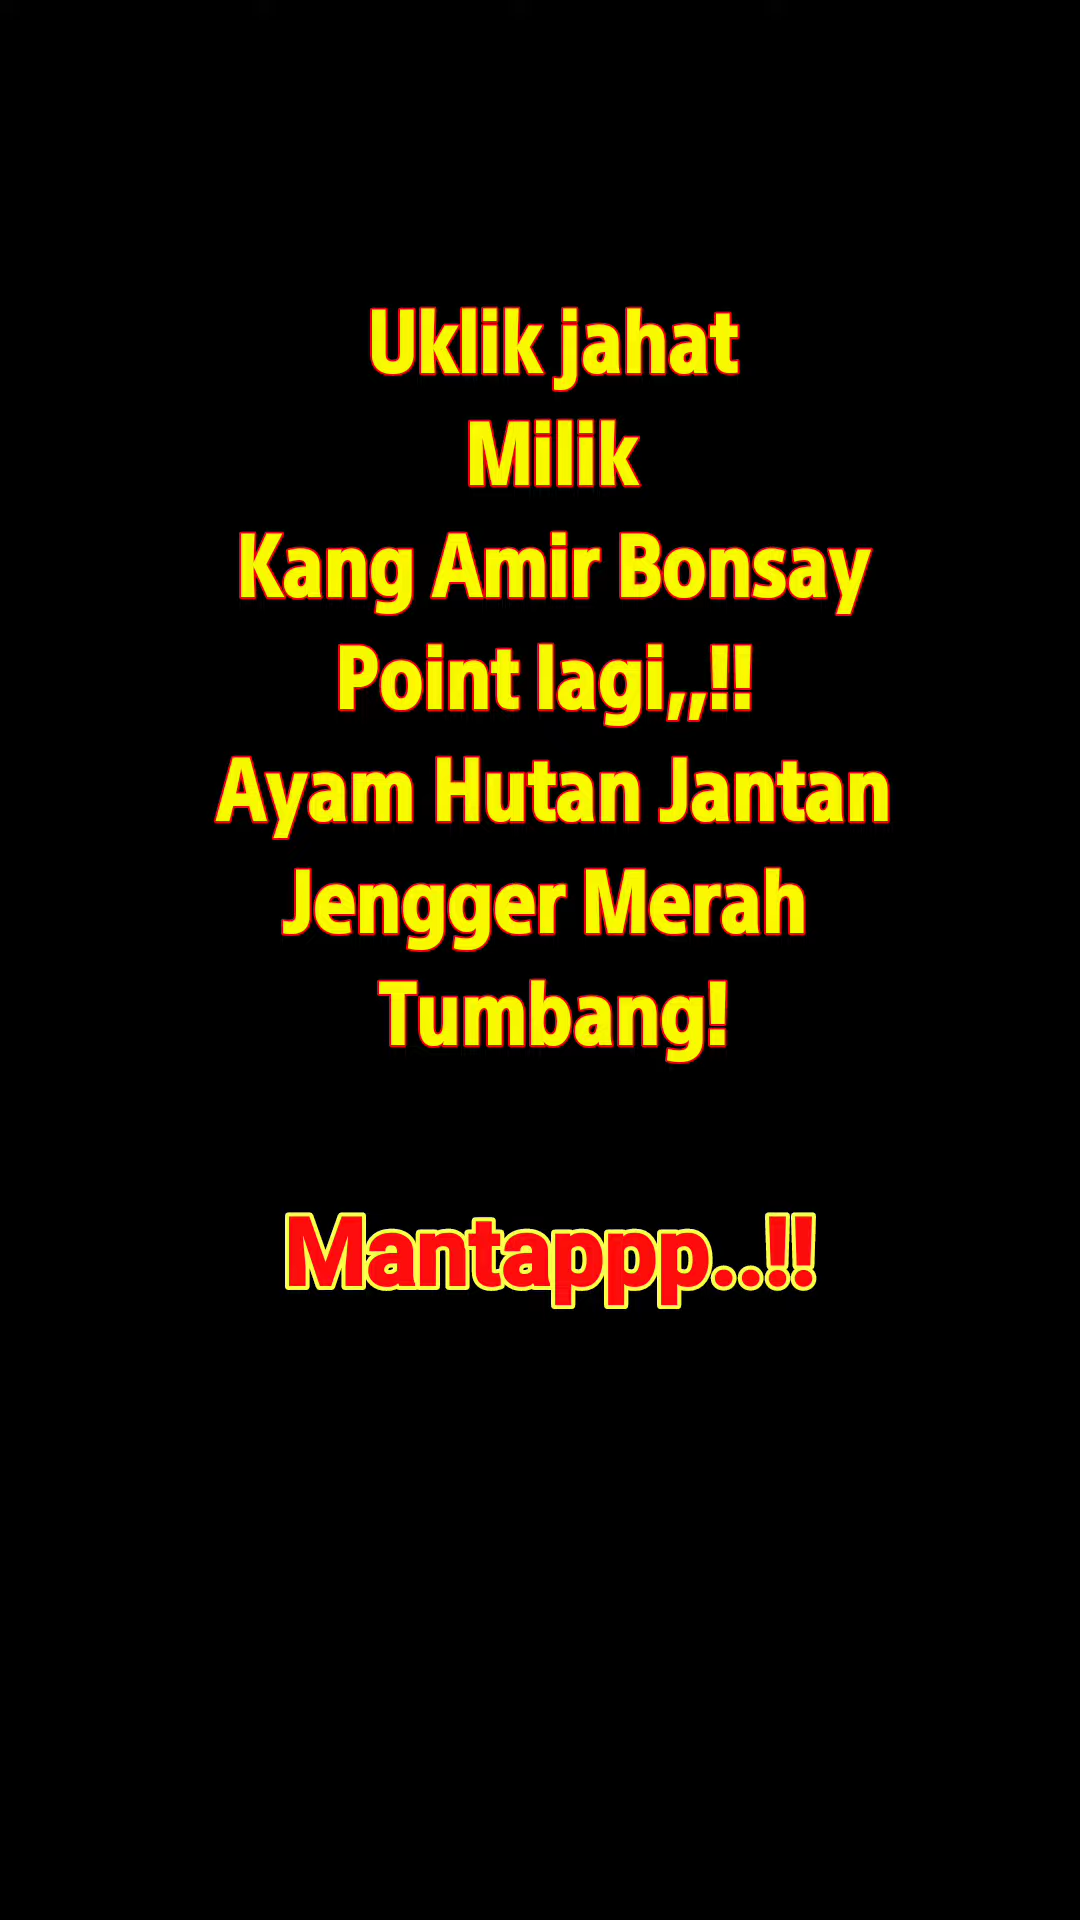 Uklik jahat
Milik
Kang Amir Bonsay
Point lagi,,!!
Ayam Hutan Jantan
Jengger Merah
Tumbang!
Mantappp..!!